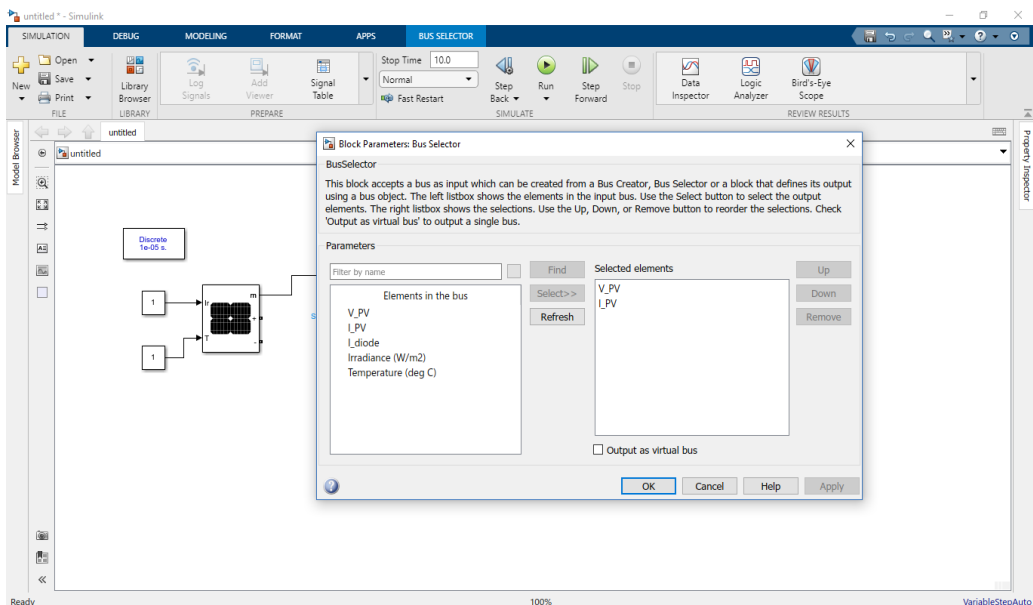 untitled * - Simulink
SIMULATION DEBUG MODELING FORMAT APPS BUS SELECTOR
New
Open
Save
Print
FILE
Library
Browser
LIBRARY
Log
Signals
Add
Viewer
Signal
Table
PREPARE
Stop Time 10.0
Normal
Fast Restart
Step
Back
Run
Step
Forward
Stop
SIMULATE
Data
Inspector
Logic
Analyzer
Bird's-Eye
Scope
REVIEW RESULTS
Model Browser
untitled
untitled
Property Inspector
Discrete
1e-05 s.
1
1
Ir
T
m
+
-
S
Block Parameters: Bus Selector
BusSelector
This block accepts a bus as input which can be created from a Bus Creator, Bus Selector or a block that defines its output
using a bus object. The left listbox shows the elements in the input bus. Use the Select button to select the output
elements. The right listbox shows the selections. Use the Up, Down, or Remove button to reorder the selections. Check
'Output as virtual bus' to output a single bus.
Parameters
Filter by name
Find
Select>>
Refresh
Elements in the bus
V_PV
I_PV
I_diode
Irradiance (W/m2)
Temperature (deg C)
Selected elements
V_PV
I_PV
Up
Down
Remove
Output as virtual bus
OK Cancel Help Apply
Ready 100% VariableStepAuto